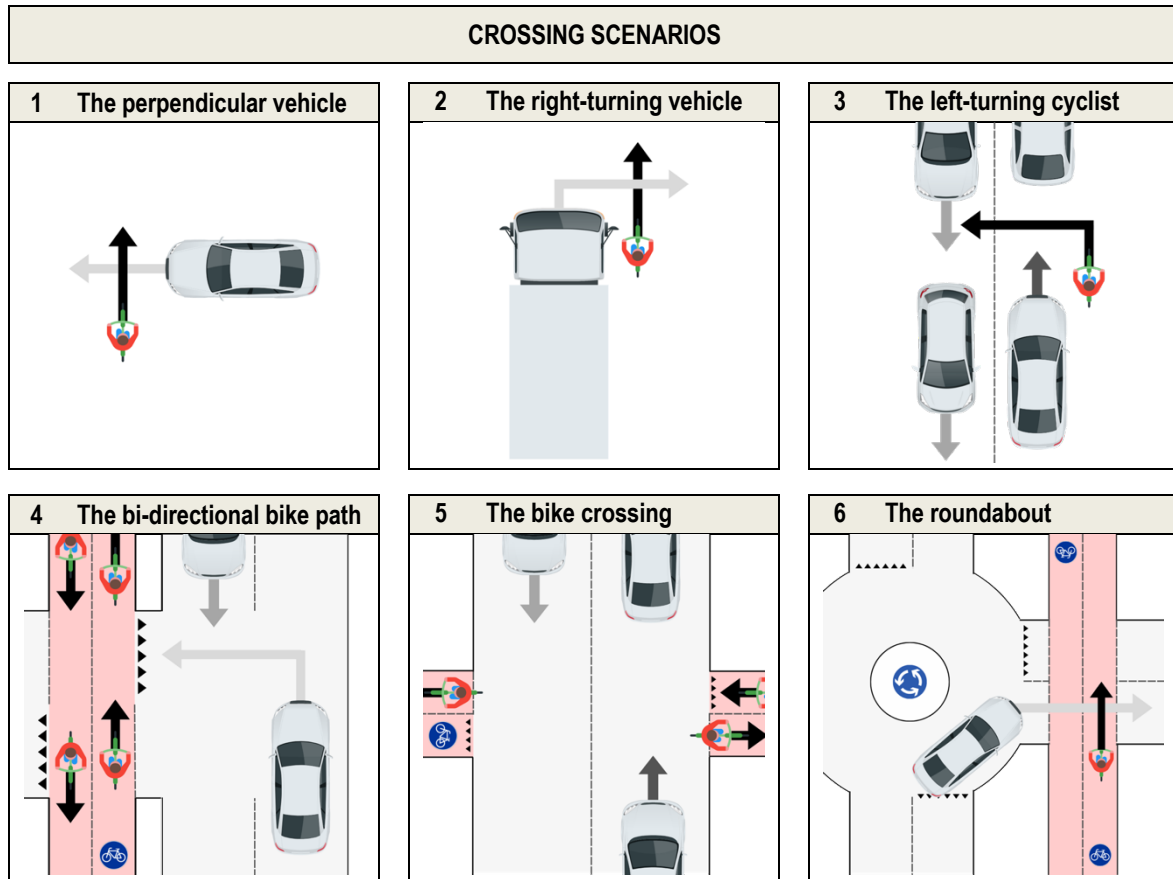 CROSSING SCENARIOS
1 The perpendicular vehicle
2 The right-turning vehicle
3 The left-turning cyclist
4 The bi-directional bike path
5 The bike crossing
6 The roundabout